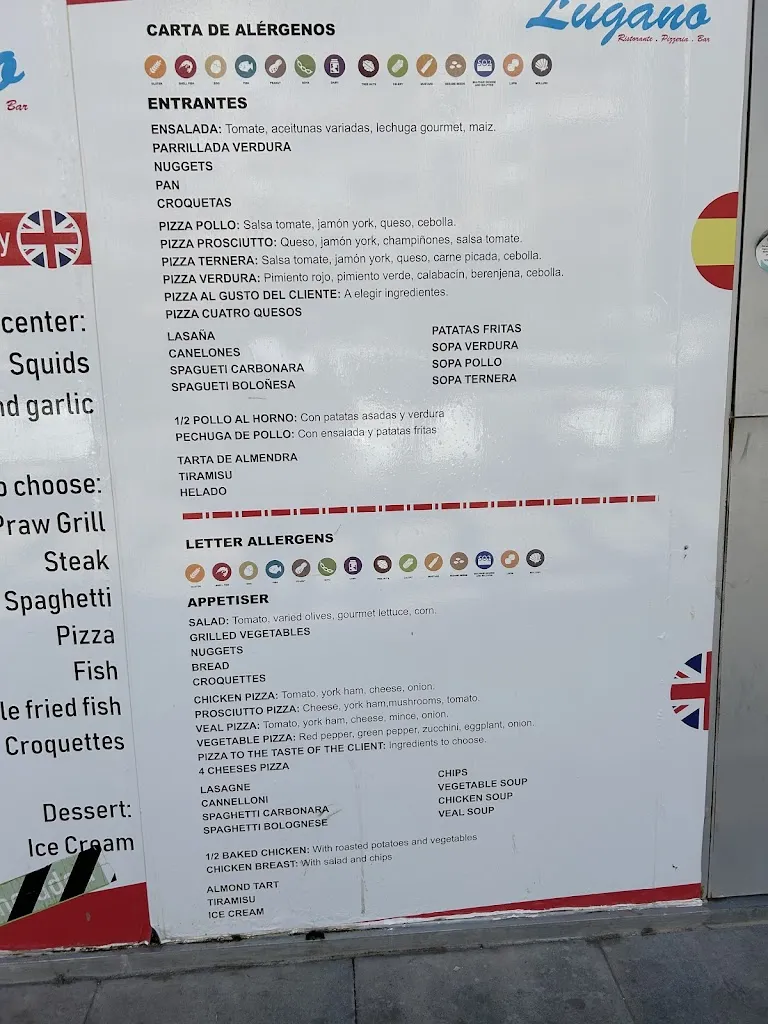 Lugano
Ristorante . Pizzeria . Bar
CARTA DE ALÉRGENOS
ENTRANTES
ENSALADA: Tomate, aceitunas variadas, lechuga gourmet, maiz.
PARRILLADA VERDURA
NUGGETS
PAN
CROQUETAS
PIZZA POLLO: Salsa tomate, jamón york, queso, cebolla.
PIZZA PROSCIUTTO: Queso, jamón york, champiñones, salsa tomate.
PIZZA TERNERA: Salsa tomate, jamón york, queso, carne picada, cebolla.
PIZZA VERDURA: Pimiento rojo, pimiento verde, calabacín, berenjena, cebolla.
PIZZA AL GUSTO DEL CLIENTE: A elegir ingredientes.
PIZZA CUATRO QUESOS
LASAÑA
CANELONES
SPAGUETI CARBONARA
SPAGUETI BOLOÑESA
PATATAS FRITAS
SOPA VERDURA
SOPA POLLO
SOPA TERNERA
1/2 POLLO AL HORNO: Con patatas asadas y verdura
PECHUGA DE POLLO: Con ensalada y patatas fritas
TARTA DE ALMENDRA
TIRAMISU
HELADO
LETTER ALLERGENS
APPETISER
SALAD: Tomato, varied olives, gourmet lettuce, corn.
GRILLED VEGETABLES
NUGGETS
BREAD
CROQUETTES
CHICKEN PIZZA: Tomato, york ham, cheese, onion.
PROSCIUTTO PIZZA: Cheese, york ham,mushrooms, tomato.
VEAL PIZZA: Tomato, york ham, cheese, mince, onion.
VEGETABLE PIZZA: Red pepper, green pepper, zucchini, eggplant, onion.
PIZZA TO THE TASTE OF THE CLIENT: Ingredients to choose.
4 CHEESES PIZZA
LASAGNE
CANNELLONI
SPAGHETTI CARBONARA
SPAGHETTI BOLOGNESE
CHIPS
VEGETABLE SOUP
CHICKEN SOUP
VEAL SOUP
1/2 BAKED CHICKEN: With roasted potatoes and vegetables
CHICKEN BREAST: With salad and chips
ALMOND TART
TIRAMISU
ICE CREAM
o
Bar
y
center:
Squids
nd garlic
o choose:
Praw Grill
Steak
Spaghetti
Pizza
Fish
le fried fish
Croquettes
Dessert:
Ice Cream